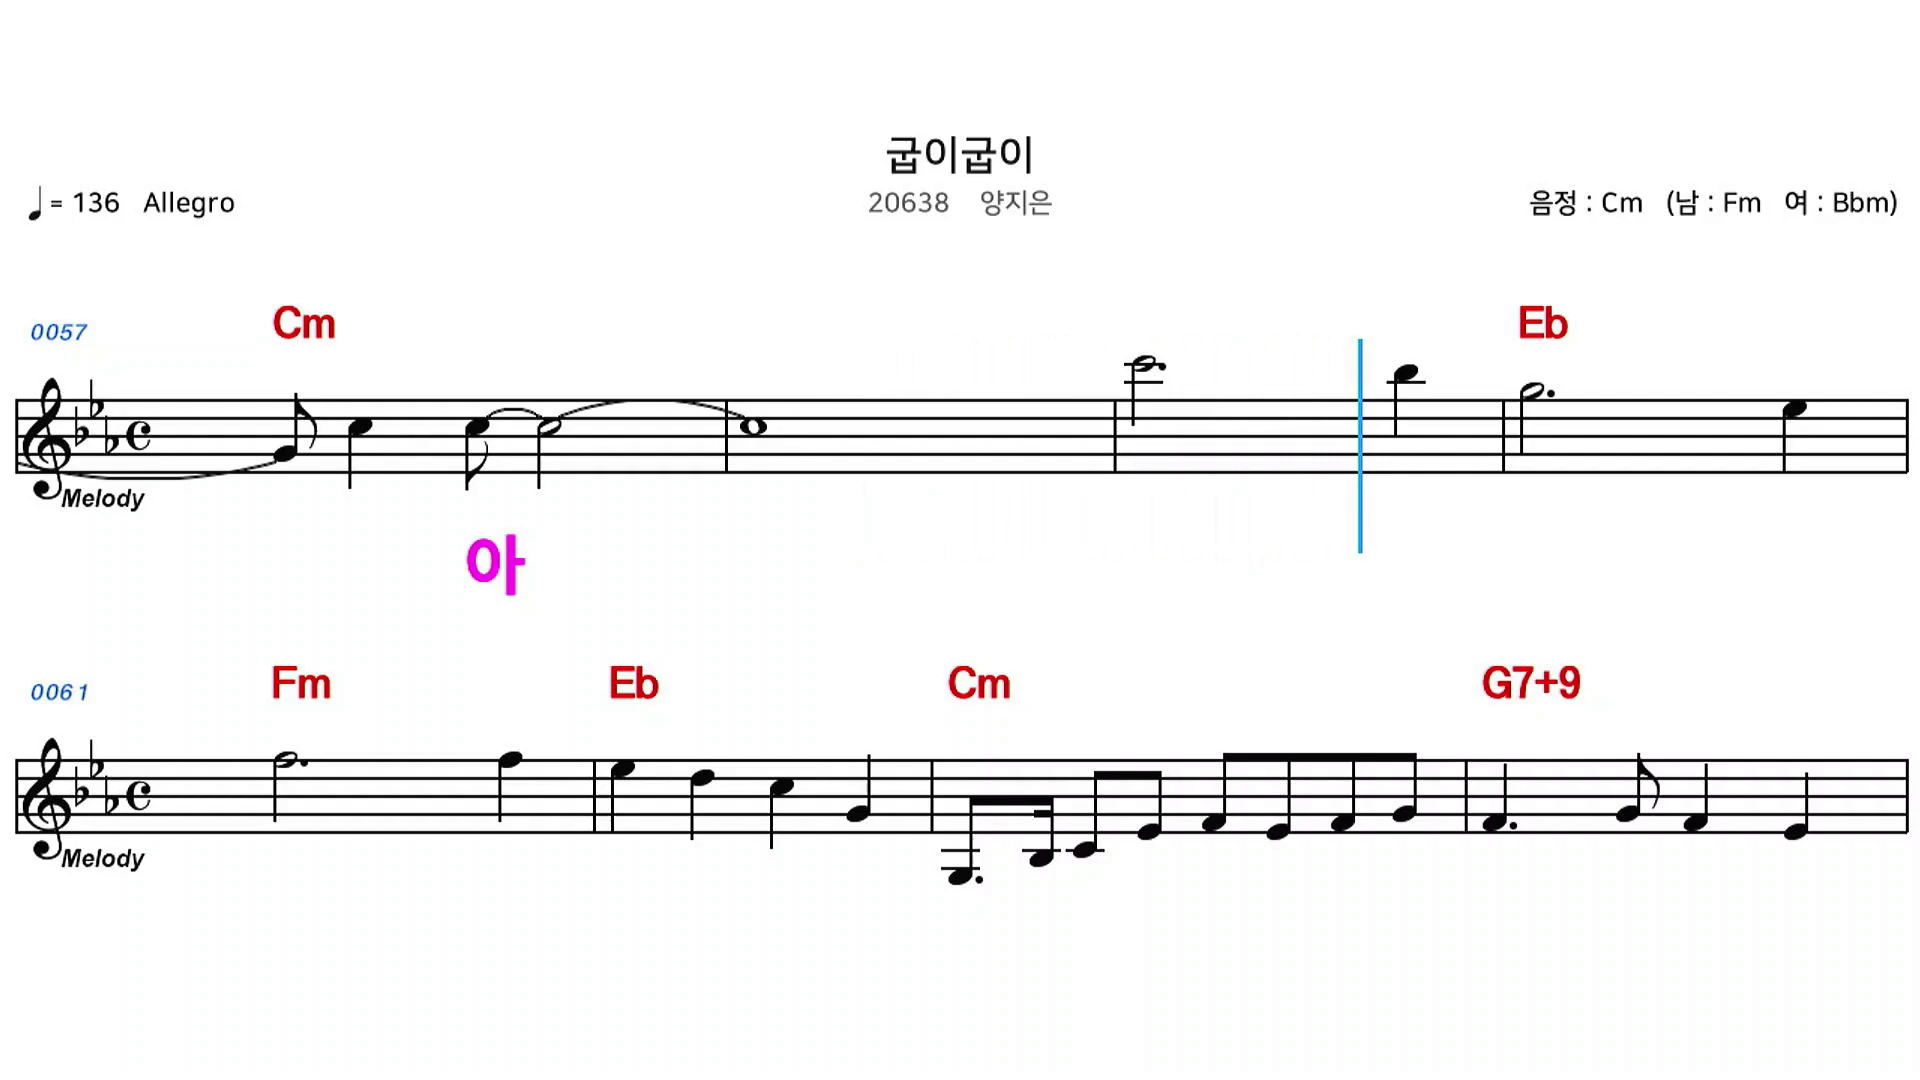 굽이굽이
♩= 136 Allegro
20638 양지은
음정 : Cm (남 : Fm 여 : Bbm)
0057 Cm Eb
Melody
아
0061 Fm Eb Cm G7+9
Melody